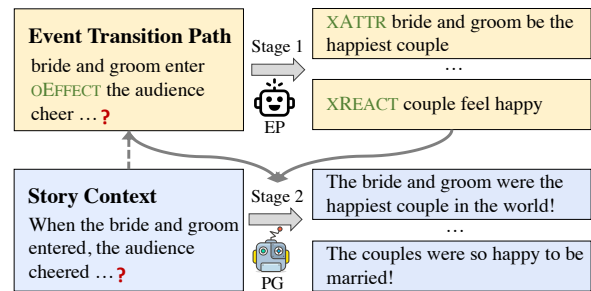 Event Transition Path
bride and groom enter
OEFFECT the audience
cheer … ?
Stage 1
EP
XATTR bride and groom be the
happiest couple
…
XREACT couple feel happy
Story Context
When the bride and groom
entered, the audience
cheered … ?
Stage 2
PG
The bride and groom were the
happiest couple in the world!
…
The couples were so happy to be
married!